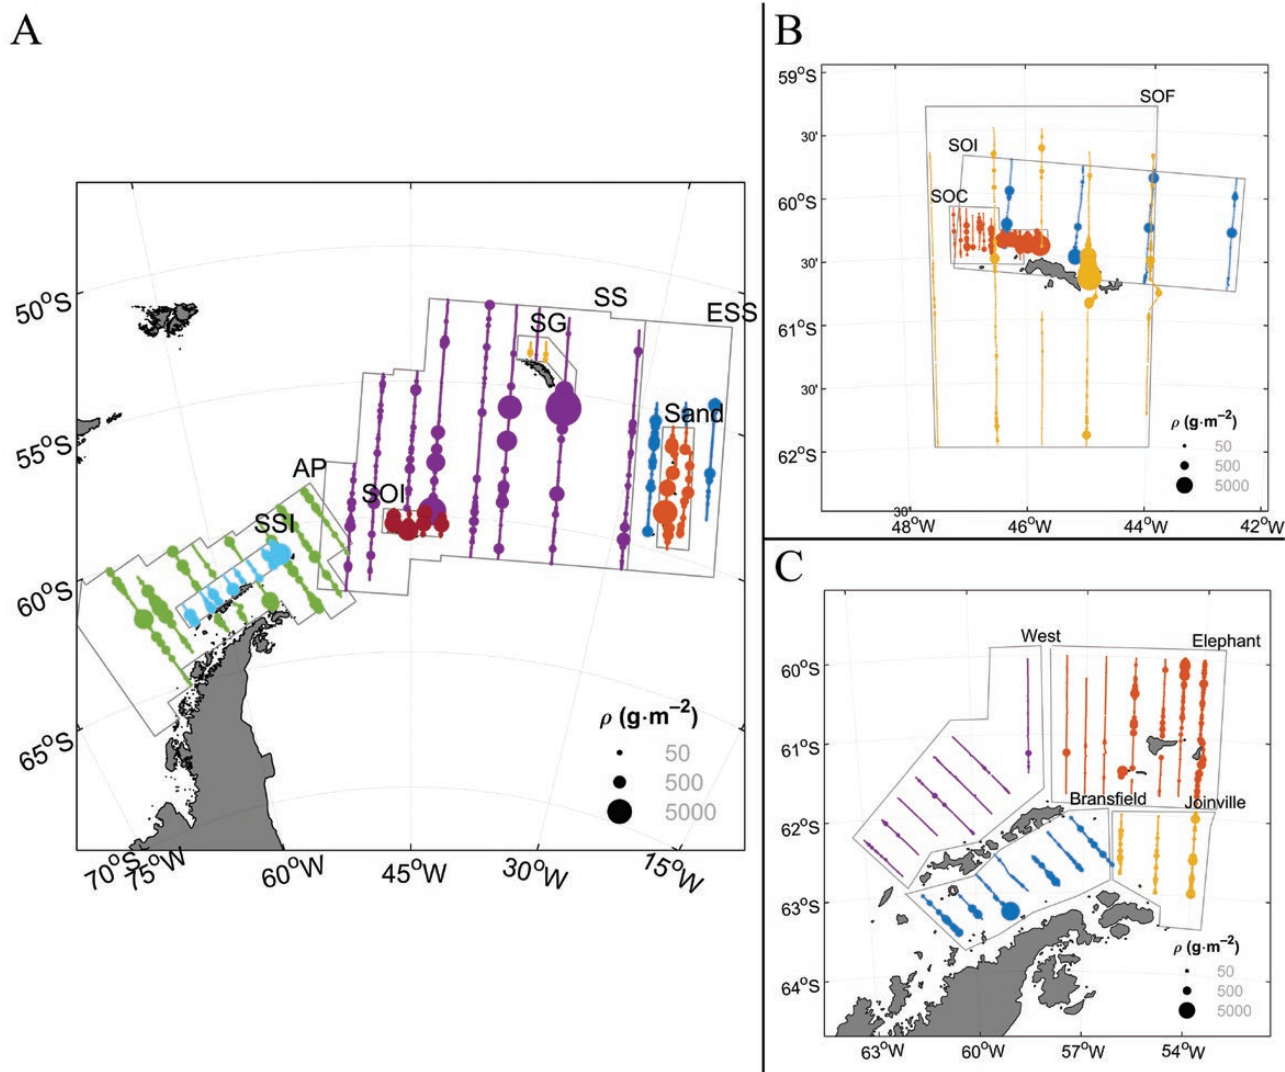 A
50°S
55°S
60°S
65°S
70°S
75°W
60°W
45°W
30°W
15°W
SS
ESS
SG
Sand
AP
SOI
SSI
ρ (g·m⁻²)
50
500
5000
B
59°S
30'
60°S
30'
61°S
30'
62°S
30'
48°W
46°W
44°W
42°W
SOF
SOI
SOC
ρ (g·m⁻²)
50
500
5000
C
60°S
61°S
62°S
63°S
64°S
63°W
60°W
57°W
54°W
West
Elephant
Bransfield
Joinville
ρ (g·m⁻²)
50
500
5000